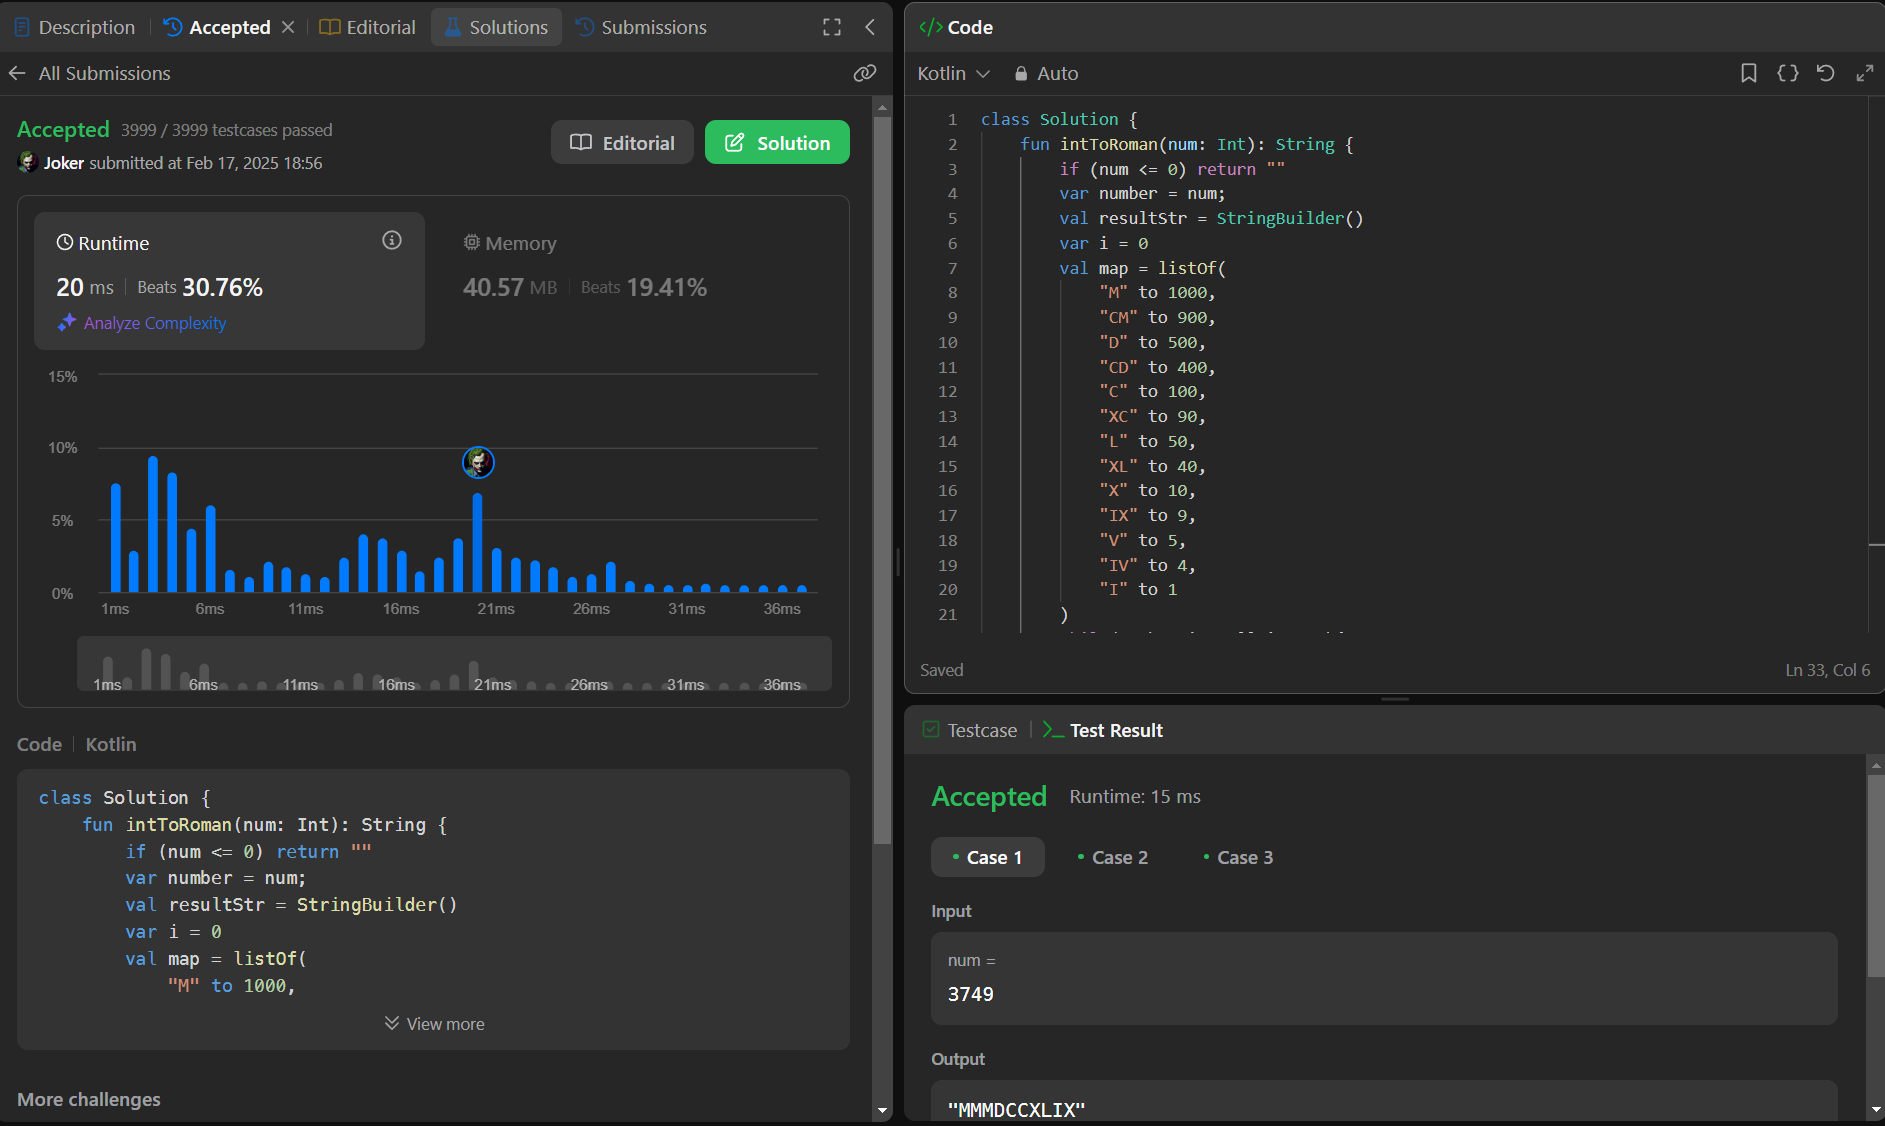 Description Accepted Editorial Solutions Submissions
All Submissions
Accepted 3999 / 3999 testcases passed
Joker submitted at Feb 17, 2025 18:56
Editorial Solution
Runtime
20 ms Beats 30.76%
Analyze Complexity
Memory
40.57 MB Beats 19.41%
15%
10%
5%
0%
1ms 6ms 11ms 16ms 21ms 26ms 31ms 36ms
1ms 6ms 11ms 16ms 21ms 26ms 31ms 36ms
Code Kotlin
class Solution {
fun intToRoman(num: Int): String {
if (num <= 0) return ""
var number = num;
val resultStr = StringBuilder()
var i = 0
val map = listOf(
"M" to 1000,
View more
More challenges
</> Code
Kotlin Auto
1 class Solution {
2 fun intToRoman(num: Int): String {
3 if (num <= 0) return ""
4 var number = num;
5 val resultStr = StringBuilder()
6 var i = 0
7 val map = listOf(
8 "M" to 1000,
9 "CM" to 900,
10 "D" to 500,
11 "CD" to 400,
12 "C" to 100,
13 "XC" to 90,
14 "L" to 50,
15 "XL" to 40,
16 "X" to 10,
17 "IX" to 9,
18 "V" to 5,
19 "IV" to 4,
20 "I" to 1
21 )
Saved Ln 33, Col 6
Testcase Test Result
Accepted Runtime: 15 ms
Case 1 Case 2 Case 3
Input
num =
3749
Output
"MMMDCCXLIX"